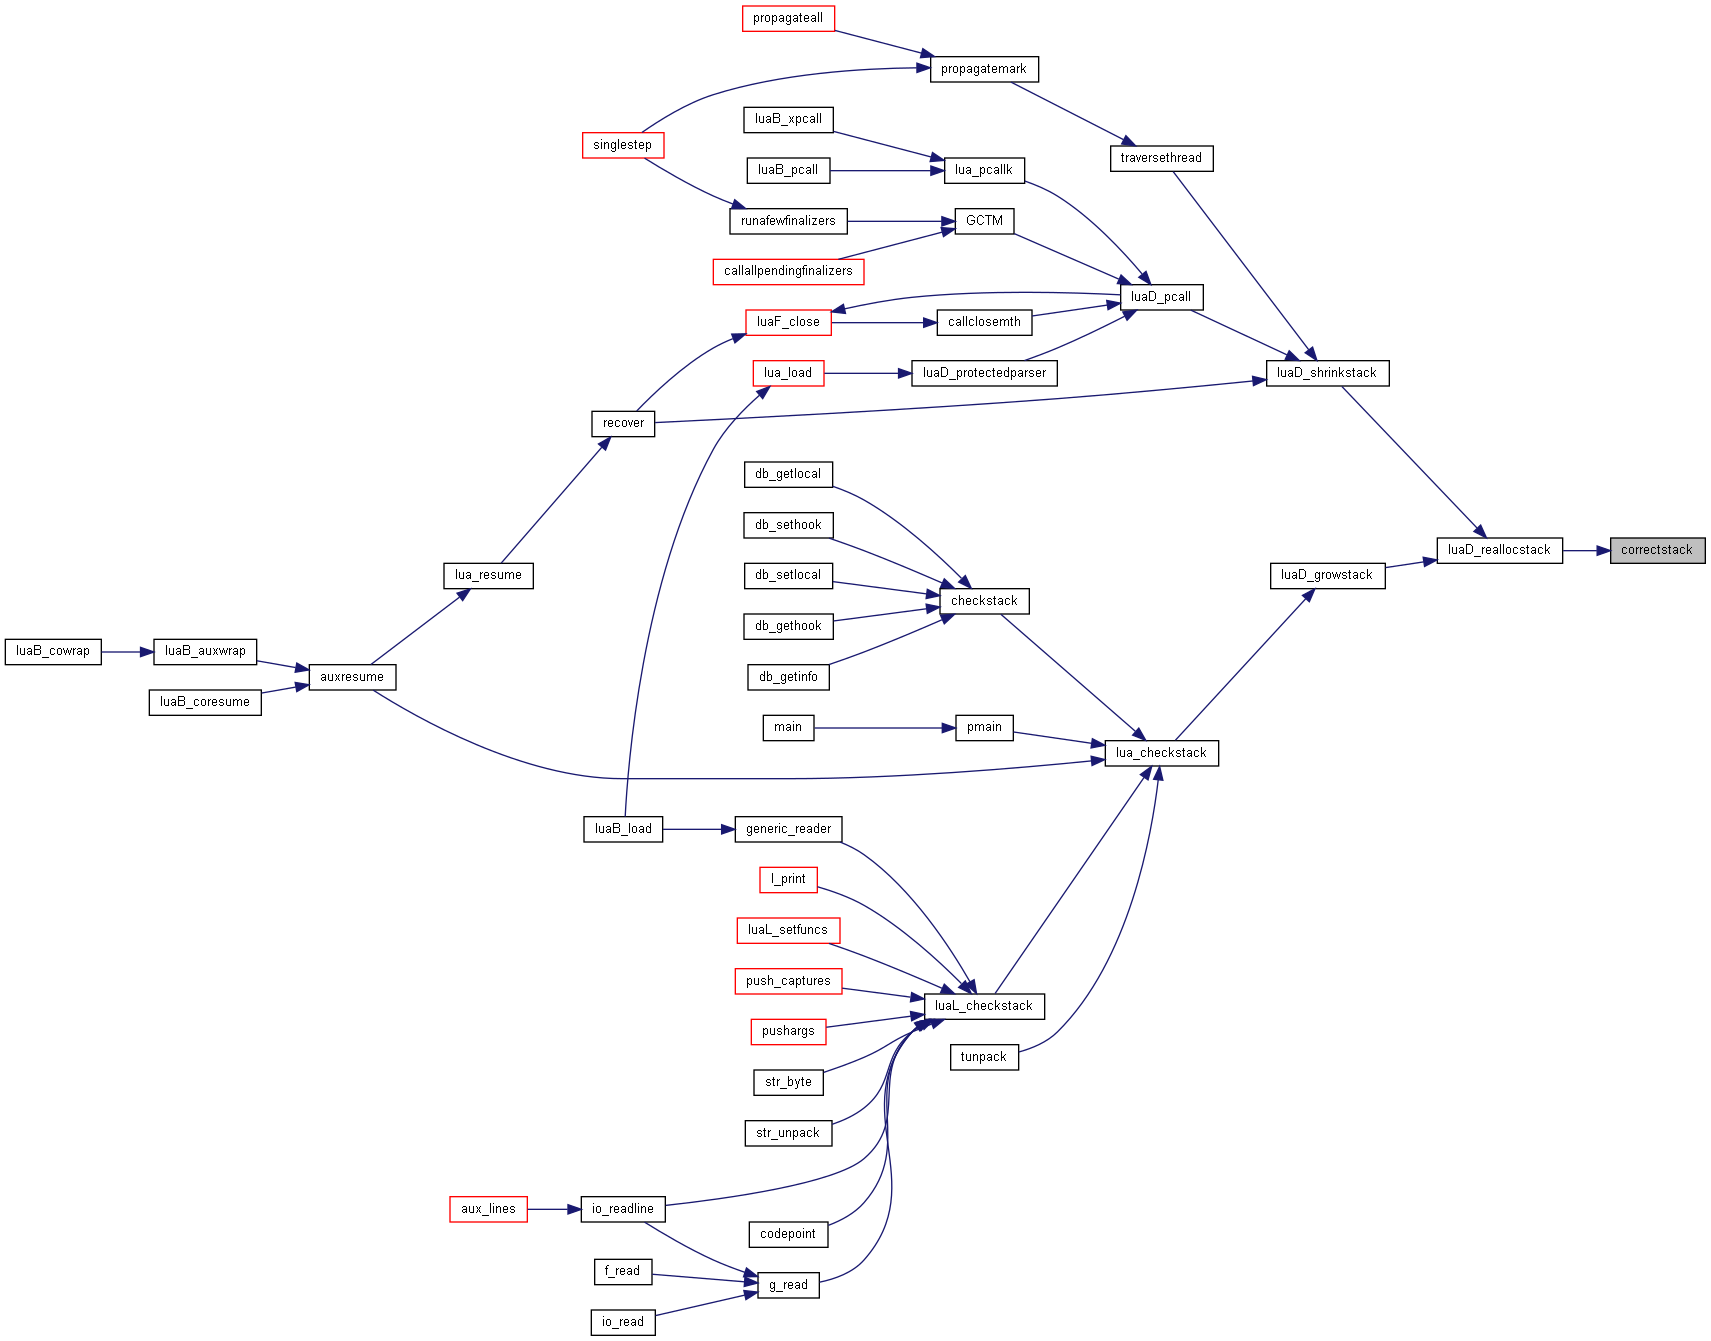 propagateall
propagatemark
luaB_xpcall
singlestep
traversethread
luaB_pcall
lua_pcallk
runafewfinalizers
GCTM
callallpendingfinalizers
luaD_pcall
luaF_close
callclosemth
lua_load
luaD_protectedparser
luaD_shrinkstack
recover
db_getlocal
db_sethook
luaD_reallocstack
correctstack
lua_resume
db_setlocal
luaD_growstack
checkstack
db_gethook
luaB_cowrap
luaB_auxwrap
auxresume
db_getinfo
luaB_coresume
main
pmain
lua_checkstack
luaB_load
generic_reader
l_print
luaL_setfuncs
push_captures
luaL_checkstack
pushargs
tunpack
str_byte
str_unpack
aux_lines
io_readline
codepoint
f_read
g_read
io_read